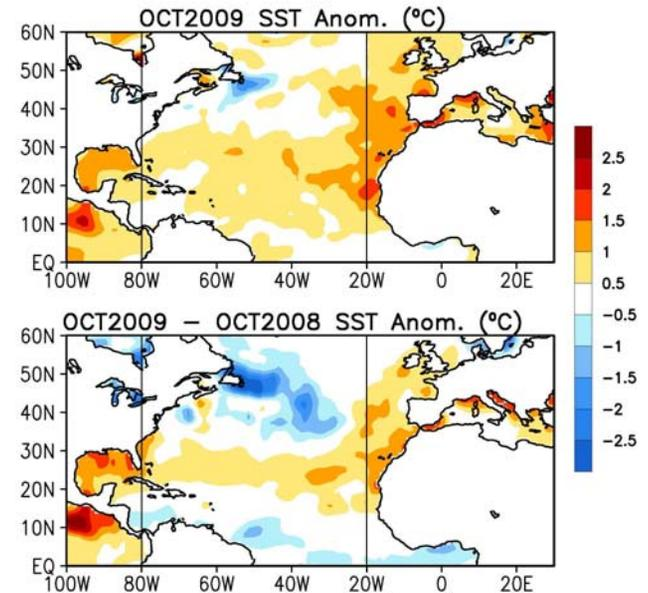 OCT2009 SST Anom. (ºC)
60N
50N
40N
30N
20N
10N
EQ
100W 80W 60W 40W 20W 0 20E
OCT2009 – OCT2008 SST Anom. (ºC)
60N
50N
40N
30N
20N
10N
EQ
100W 80W 60W 40W 20W 0 20E
2.5
2
1.5
1
0.5
−0.5
−1
−1.5
−2
−2.5